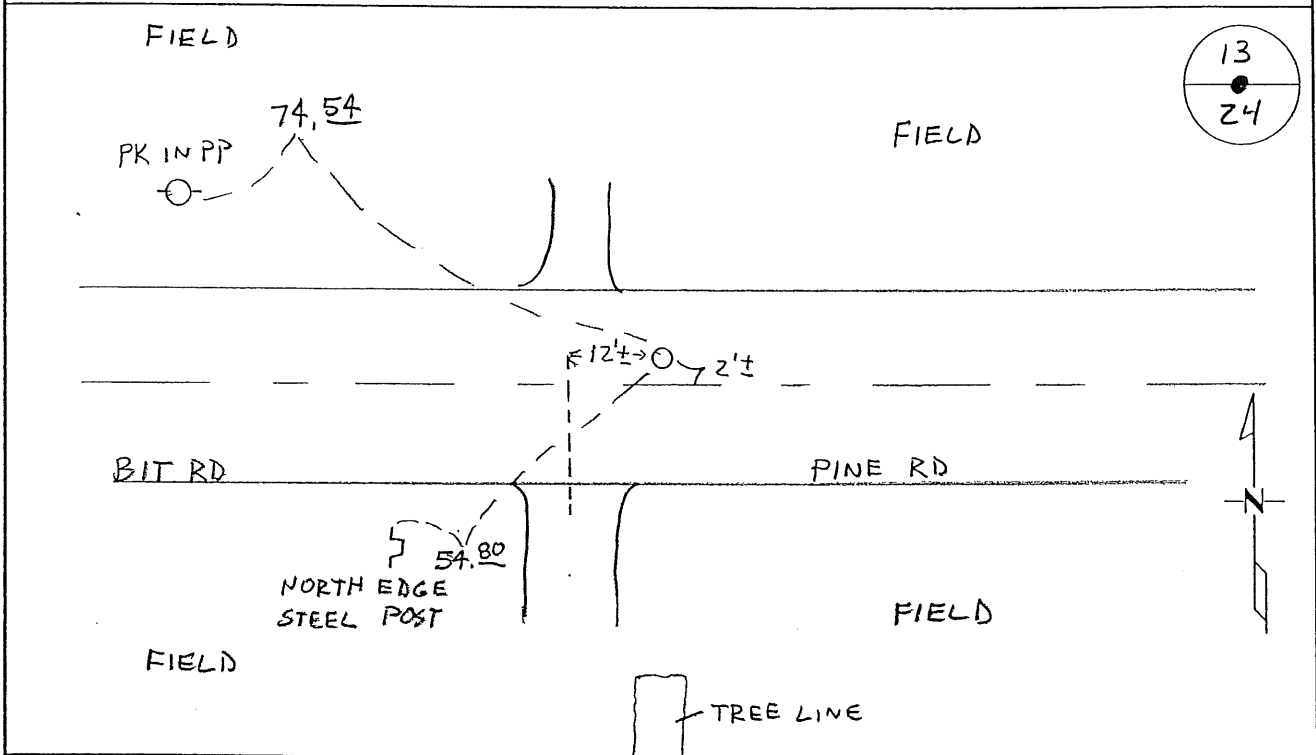 FIELD
13
24
74.54
PK IN PP
FIELD
12'±
2'±
BIT RD
PINE RD
N
54.80
NORTH EDGE
STEEL POST
FIELD
FIELD
TREE LINE